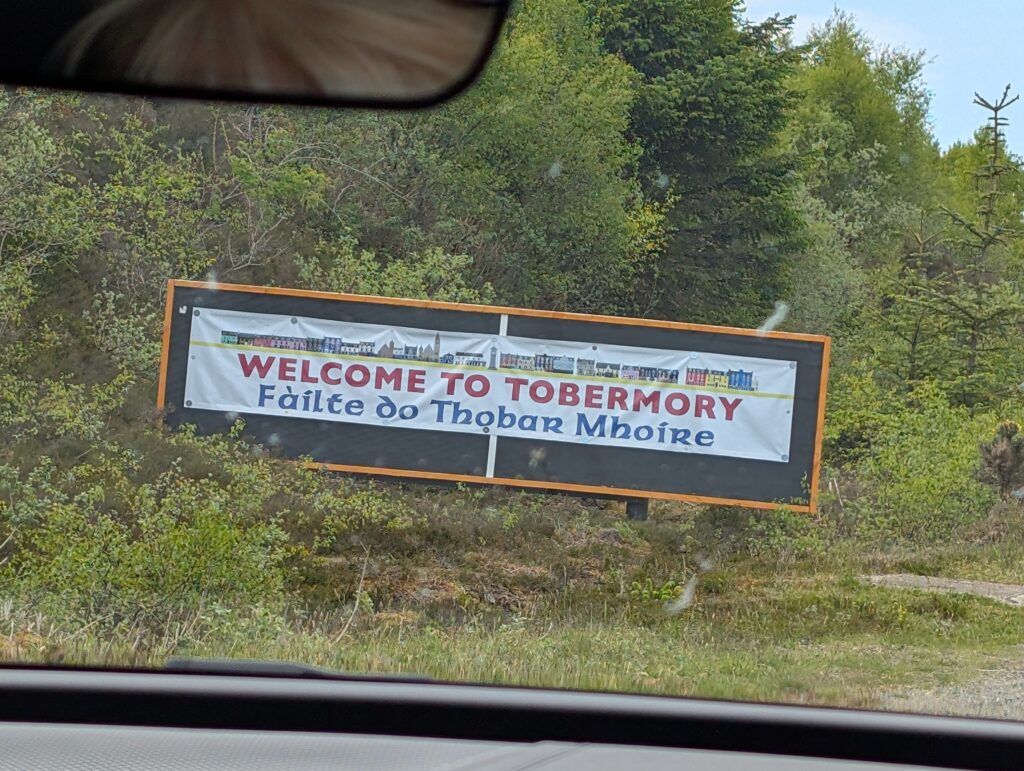 WELCOME TO TOBERMORY
Fàilte do Thobar Mhoire